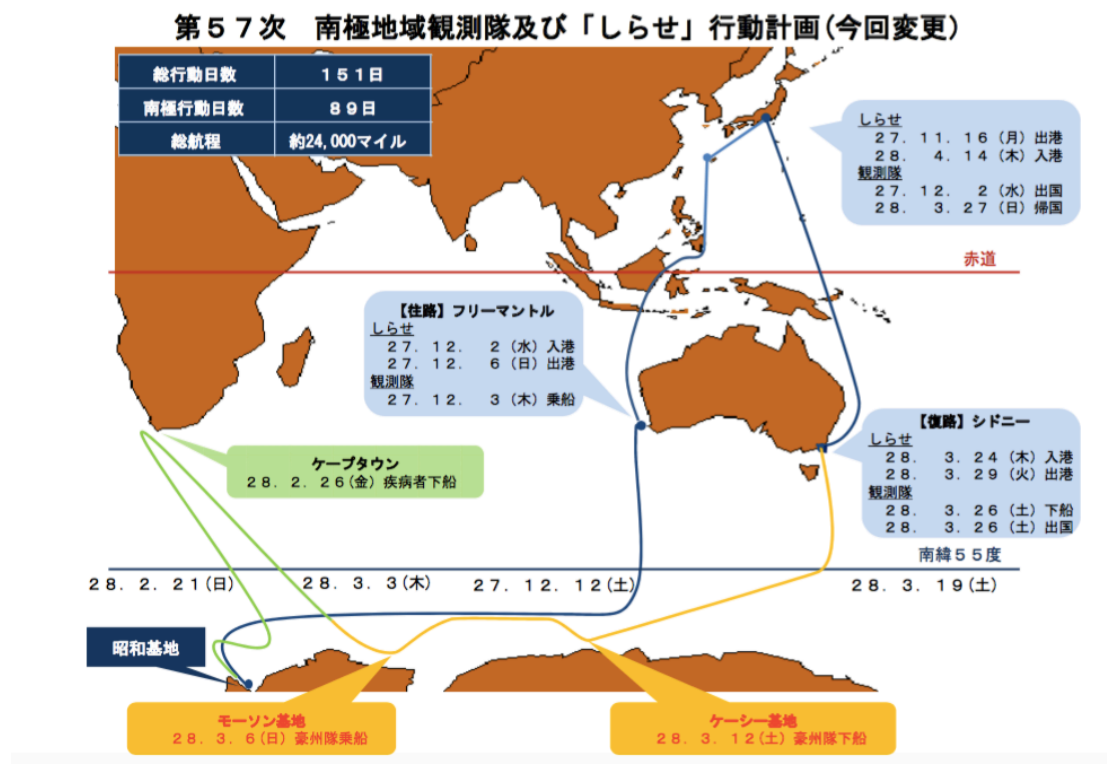 第５７次　南極地域観測隊及び「しらせ」行動計画(今回変更)
総行動日数　１５１日
南極行動日数　８９日
総航程　約24,000マイル
しらせ
２７．１１．１６（月）出港
２８．　４．１４（木）入港
観測隊
２７．１２．　２（水）出国
２８．　３．２７（日）帰国
赤道
【往路】フリーマントル
しらせ
２７．１２．　２（水）入港
２７．１２．　６（日）出港
観測隊
２７．１２．　３（木）乗船
【復路】シドニー
しらせ
２８．　３．２４（木）入港
２８．　３．２９（火）出港
観測隊
２８．　３．２６（土）下船
２８．　３．２６（土）出国
ケープタウン
２８．２．２６(金）疾病者下船
南緯５５度
２８．２．２１(日)
２８．３．３(木)
２７．１２．１２(土)
２８．３．１９(土)
昭和基地
モーソン基地
２８．３．６(日）豪州隊乗船
ケーシー基地
２８．３．１２(土）豪州隊下船